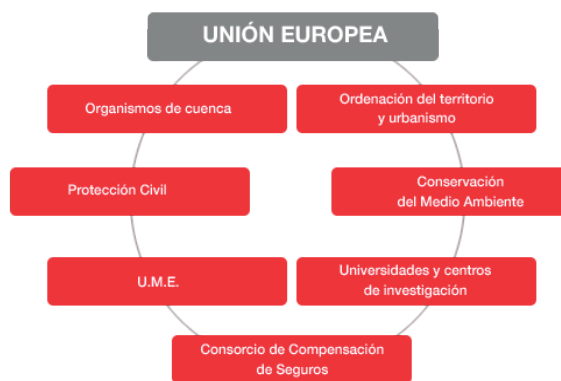 UNIÓN EUROPEA
Organismos de cuenca
Ordenación del territorio
y urbanismo
Protección Civil
Conservación
del Medio Ambiente
U.M.E.
Universidades y centros
de investigación
Consorcio de Compensación
de Seguros